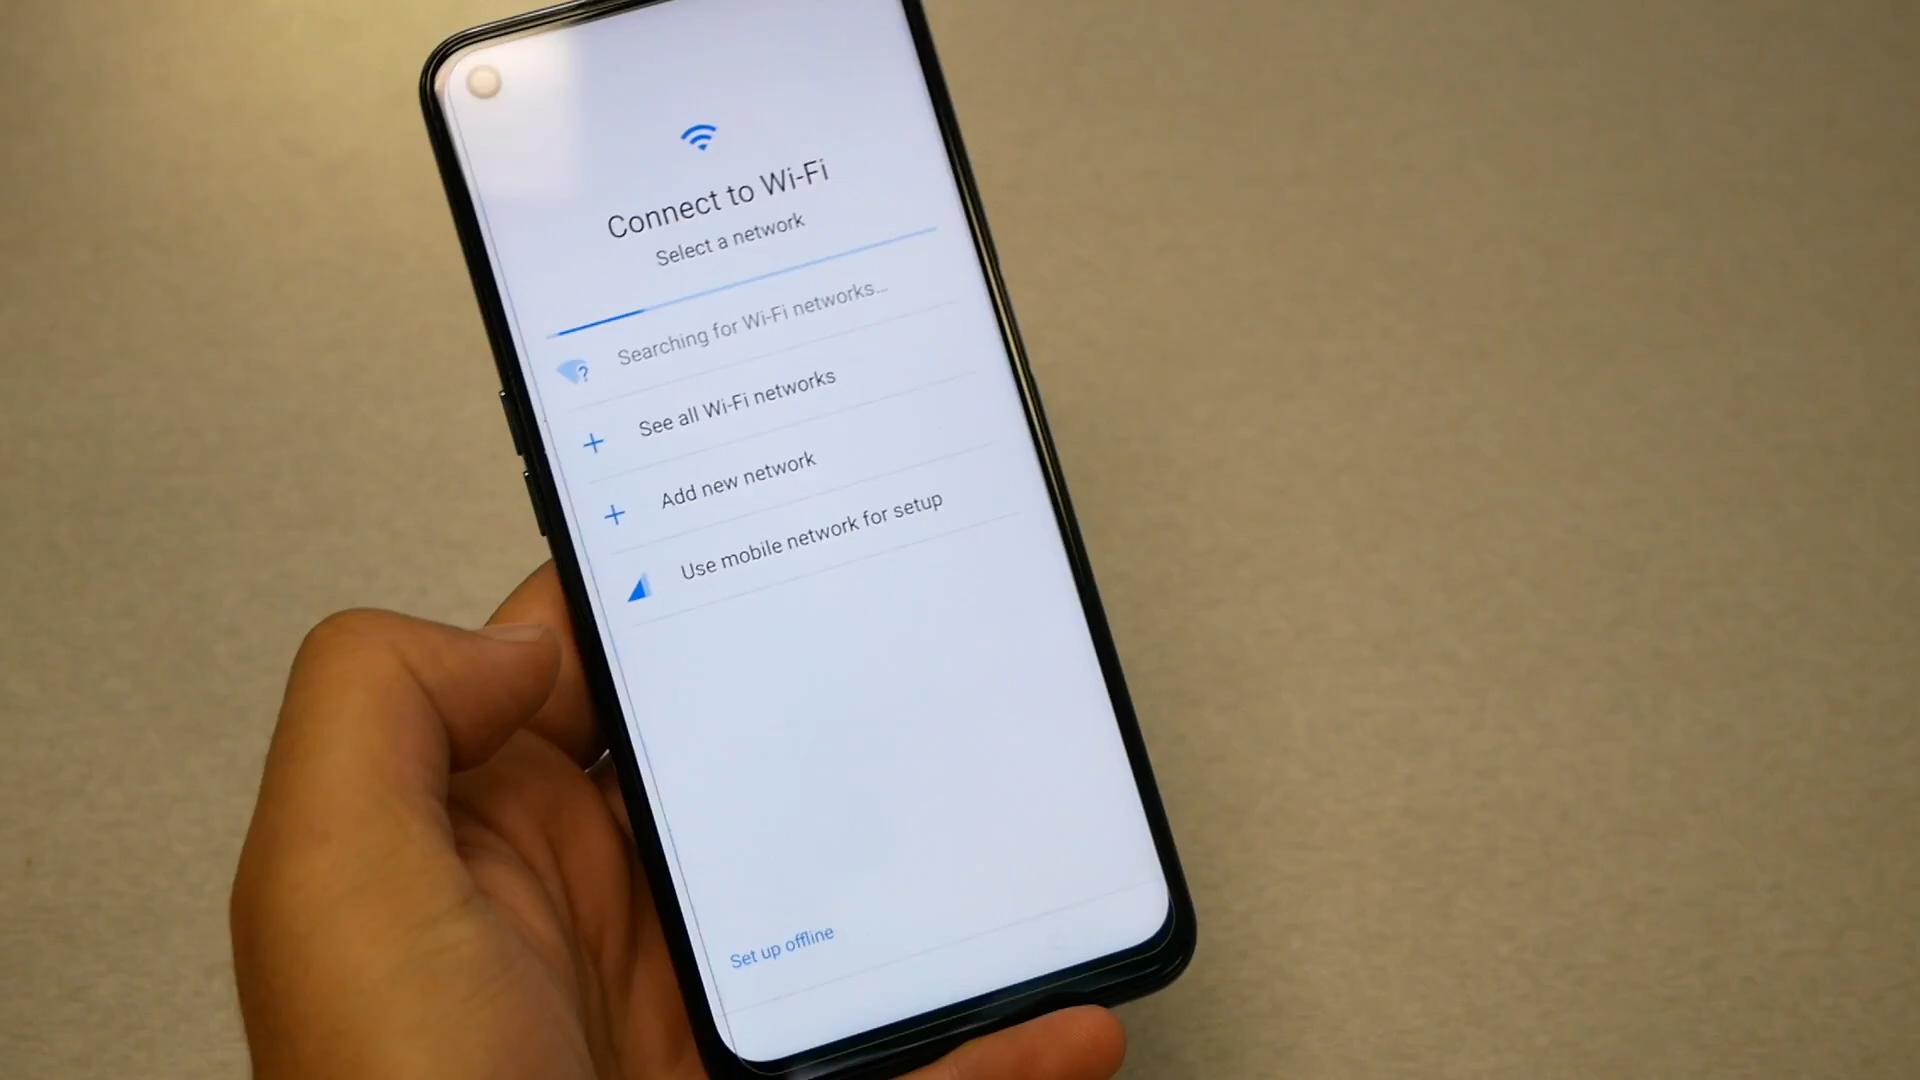 Connect to Wi-Fi
Select a network
Searching for Wi-Fi networks...
?
See all Wi-Fi networks
Add new network
Use mobile network for setup
Set up offline